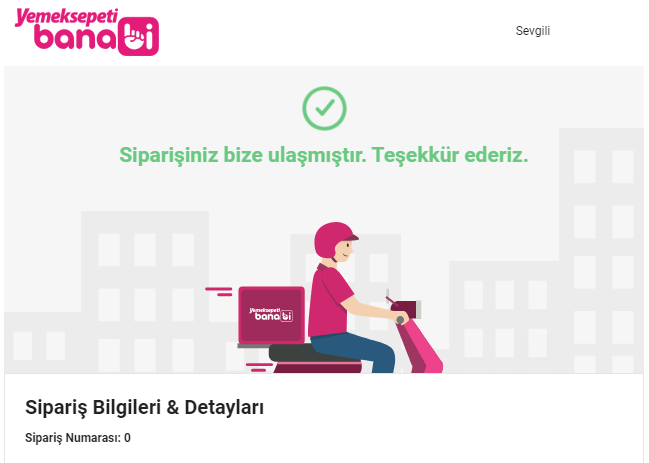 Yemeksepeti
banabi
Sevgili
Siparişiniz bize ulaşmıştır. Teşekkür ederiz.
Yemeksepeti
banabi
Sipariş Bilgileri & Detayları
Sipariş Numarası: 0